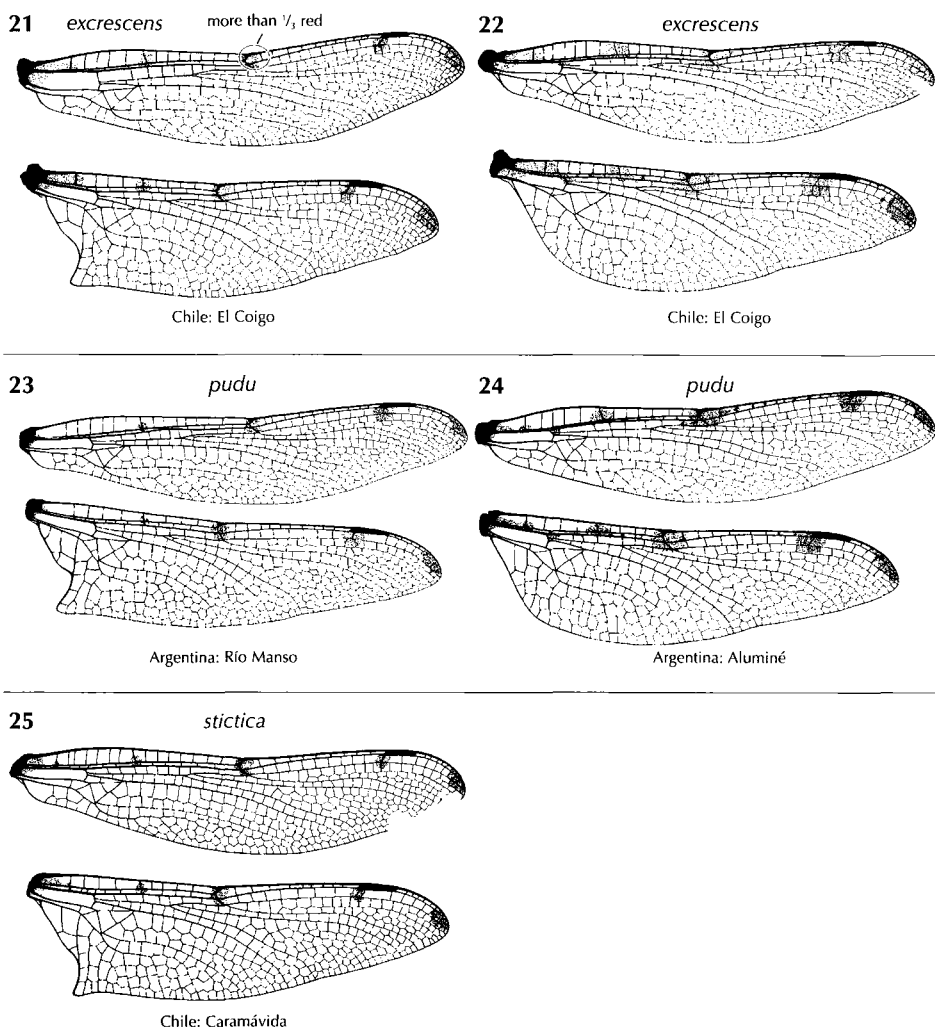 21 excrescens more than 1/3 red
22 excrescens
Chile: El Coigo
Chile: El Coigo
23 pudu
24 pudu
Argentina: Río Manso
Argentina: Aluminé
25 stictica
Chile: Caramávida